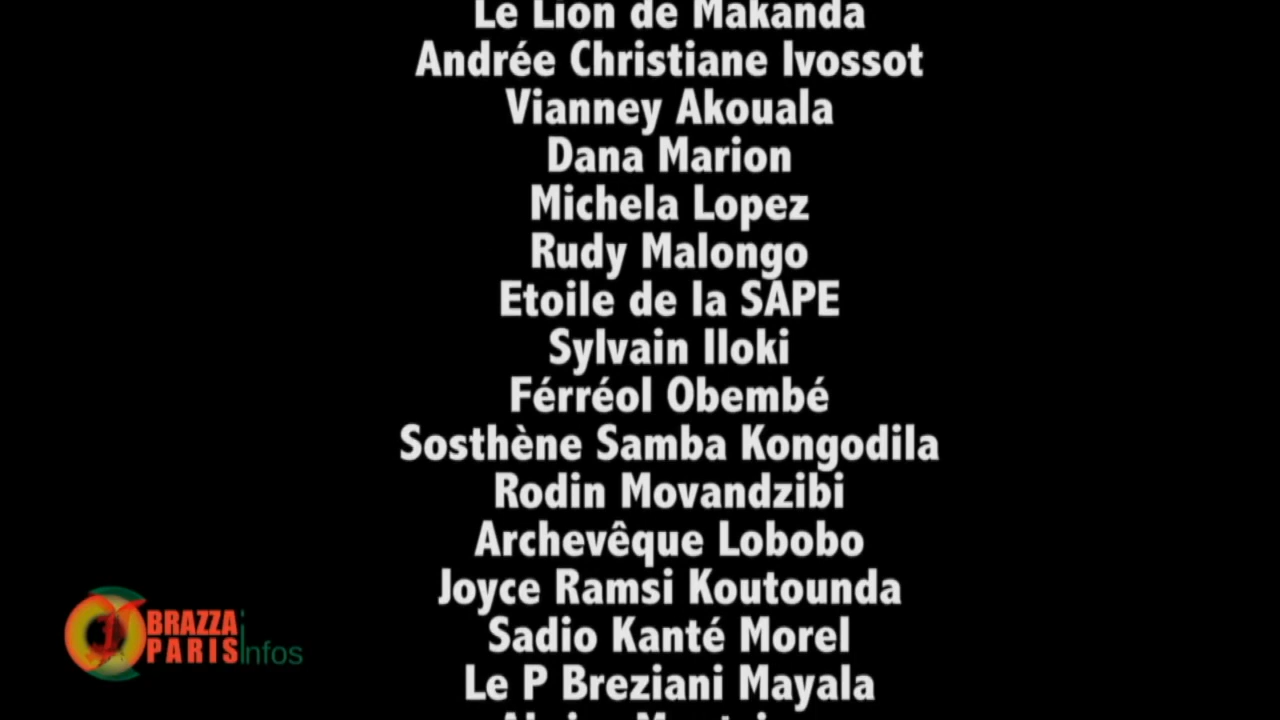 Le Lion de Makanda
Andrée Christiane Ivossot
Vianney Akouala
Dana Marion
Michela Lopez
Rudy Malongo
Etoile de la SAPE
Sylvain Iloki
Férréol Obembé
Sosthène Samba Kongodila
Rodin Movandzibi
Archevêque Lobobo
Joyce Ramsi Koutounda
Sadio Kanté Morel
Le P Breziani Mayala
BRAZZA
PARIS infos